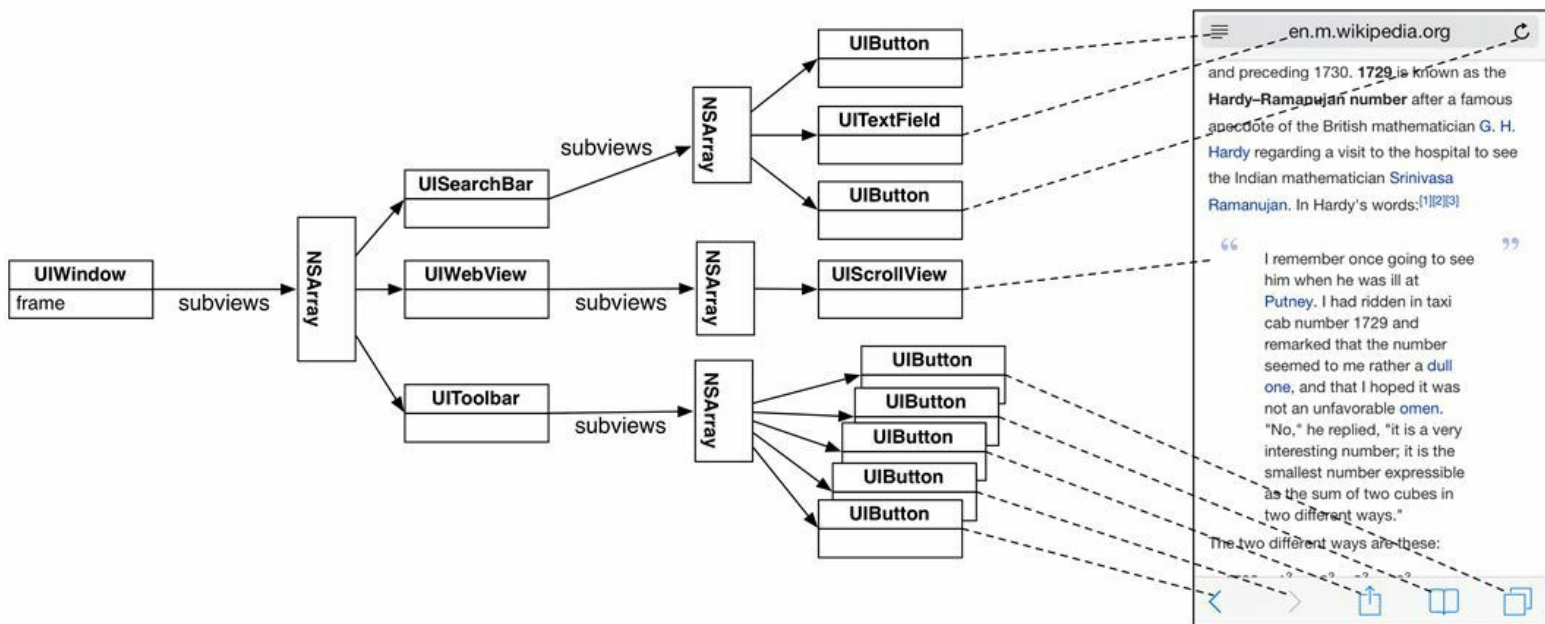 UIWindow
frame
subviews
NSArray
UISearchBar
subviews
NSArray
UIButton
UITextField
UIButton
UIWebView
subviews
NSArray
UIScrollView
UIToolbar
subviews
NSArray
UIButton
UIButton
UIButton
UIButton
UIButton
en.m.wikipedia.org
and preceding 1730. 1729 is known as the
Hardy–Ramanujan number after a famous
anecdote of the British mathematician G. H.
Hardy regarding a visit to the hospital to see
the Indian mathematician Srinivasa
Ramanujan. In Hardy's words:[1][2][3]
“ ”
I remember once going to see
him when he was ill at
Putney. I had ridden in taxi
cab number 1729 and
remarked that the number
seemed to me rather a dull
one, and that I hoped it was
not an unfavorable omen.
"No," he replied, "it is a very
interesting number; it is the
smallest number expressible
as the sum of two cubes in
two different ways."
The two different ways are these: